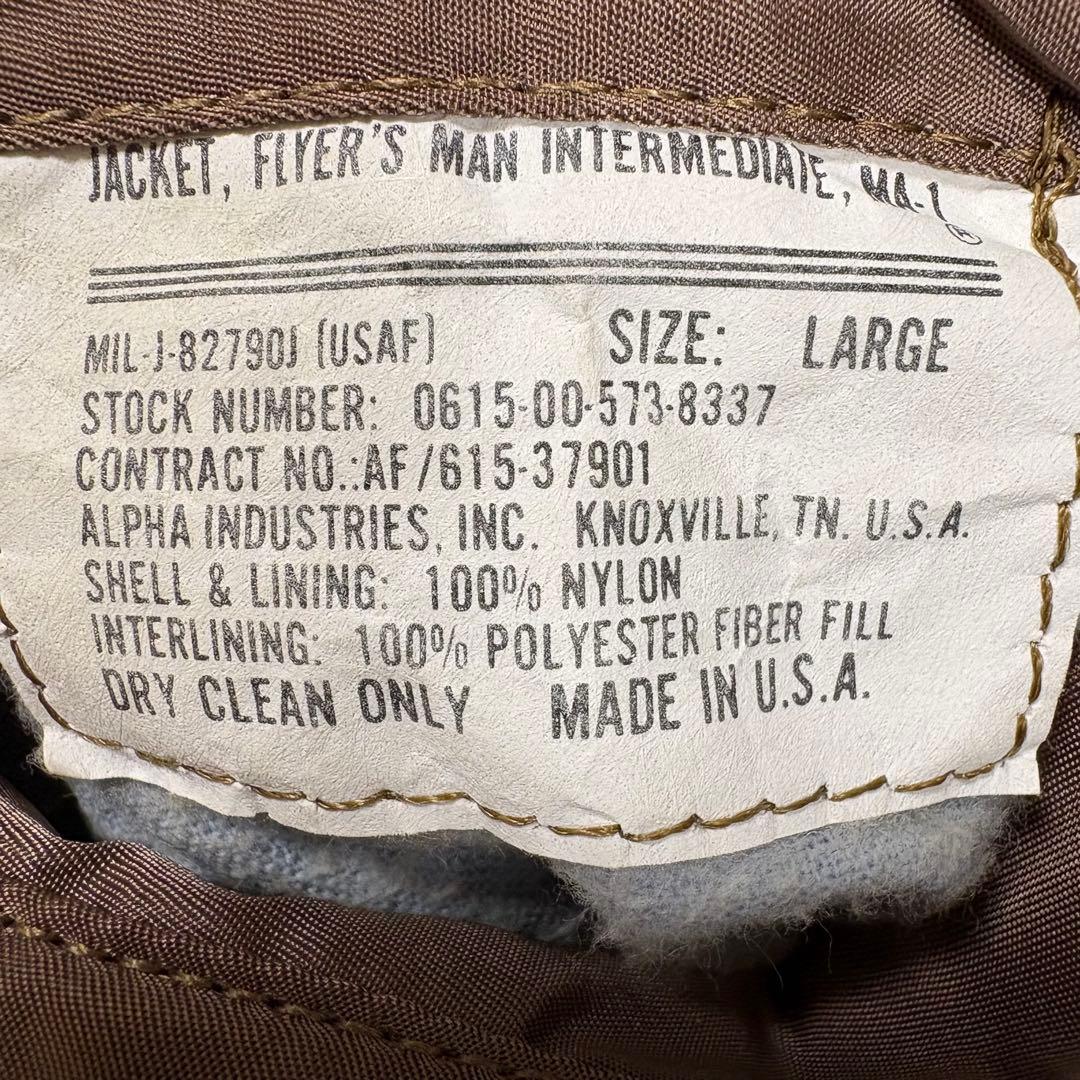 JACKET, FLYER'S MAN INTERMEDIATE, MA-1
®
MIL-J-82790J (USAF) SIZE: LARGE
STOCK NUMBER: 0615-00-573-8337
CONTRACT NO.:AF/615-37901
ALPHA INDUSTRIES, INC. KNOXVILLE, TN. U.S.A.
SHELL & LINING: 100% NYLON
INTERLINING: 100% POLYESTER FIBER FILL
DRY CLEAN ONLY MADE IN U.S.A.